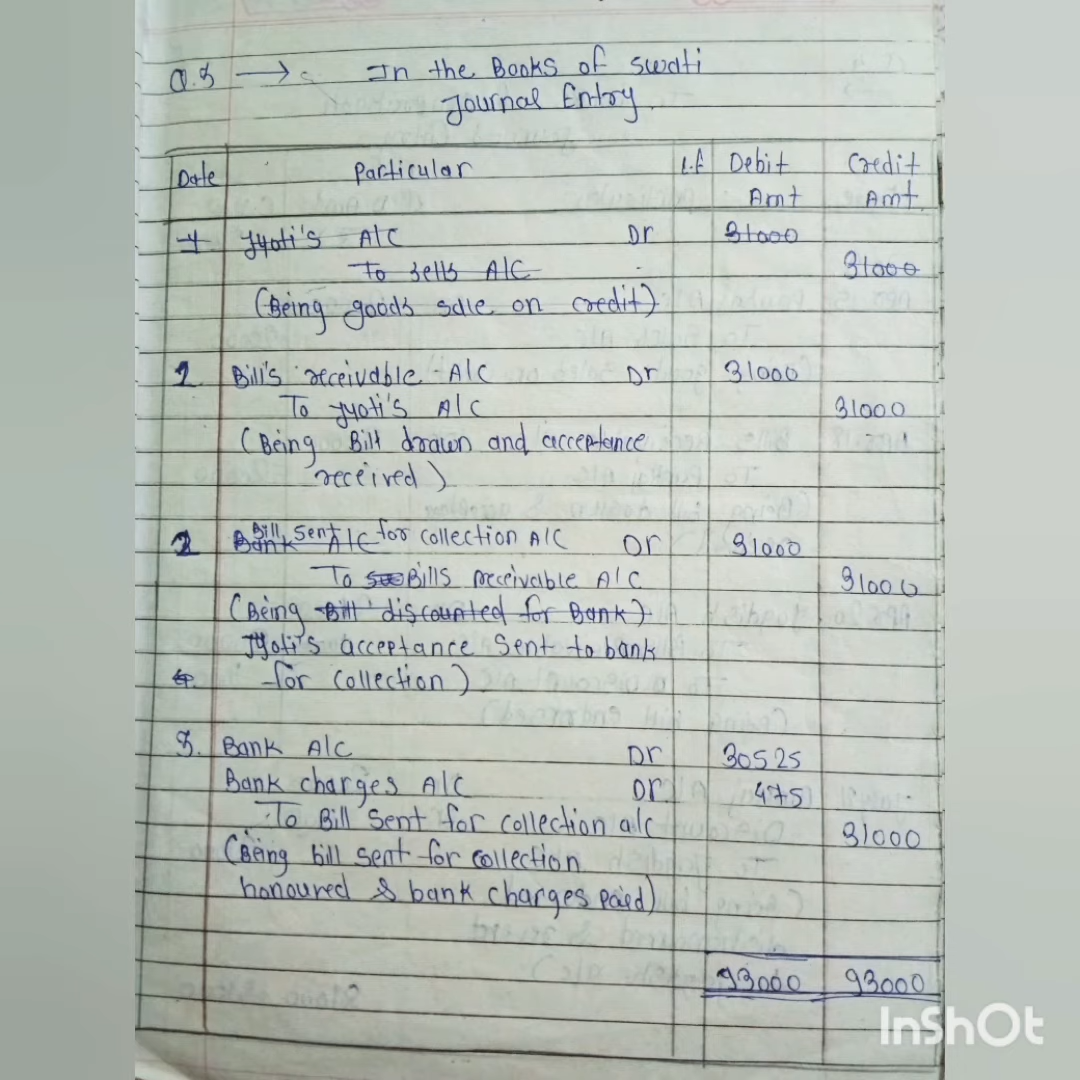 Q.5 → In the Books of Swati
Journal Entry
Date Particular L.f Debit Amt Credit Amt.
1 Jyoti's A/C Dr 31000
To sells A/C 31000
(Being goods sale on credit)
1 Bill's receivable A/C Dr 31000
To Jyoti's A/C 31000
(Being Bill drawn and acceptance
received)
2 Bank A/C Bill sent for collection A/C Dr 31000
To Bills receivable A/C 31000
(Being Bill discounted for Bank)
Jyoti's acceptance Sent to bank
4. for collection)
3. Bank A/C Dr 30525
Bank charges A/C Dr 475
To Bill Sent for collection a/c 31000
(Being bill sent for collection
honoured & bank charges paid)
93000 93000
InShOt